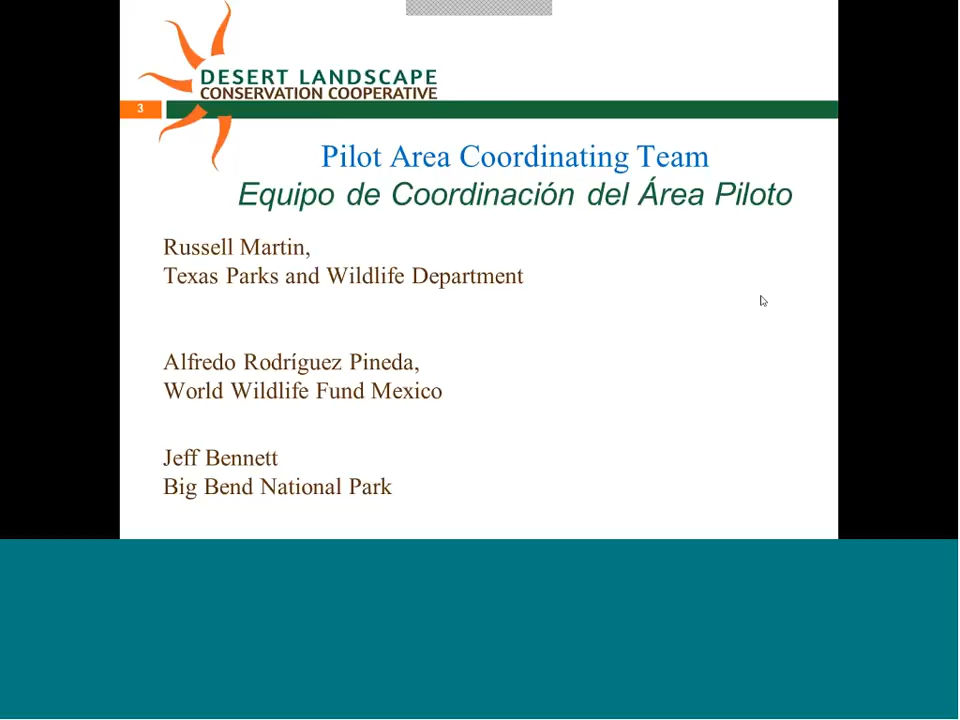 DESERT LANDSCAPE
CONSERVATION COOPERATIVE
3
Pilot Area Coordinating Team
Equipo de Coordinación del Área Piloto
Russell Martin,
Texas Parks and Wildlife Department
Alfredo Rodríguez Pineda,
World Wildlife Fund Mexico
Jeff Bennett
Big Bend National Park